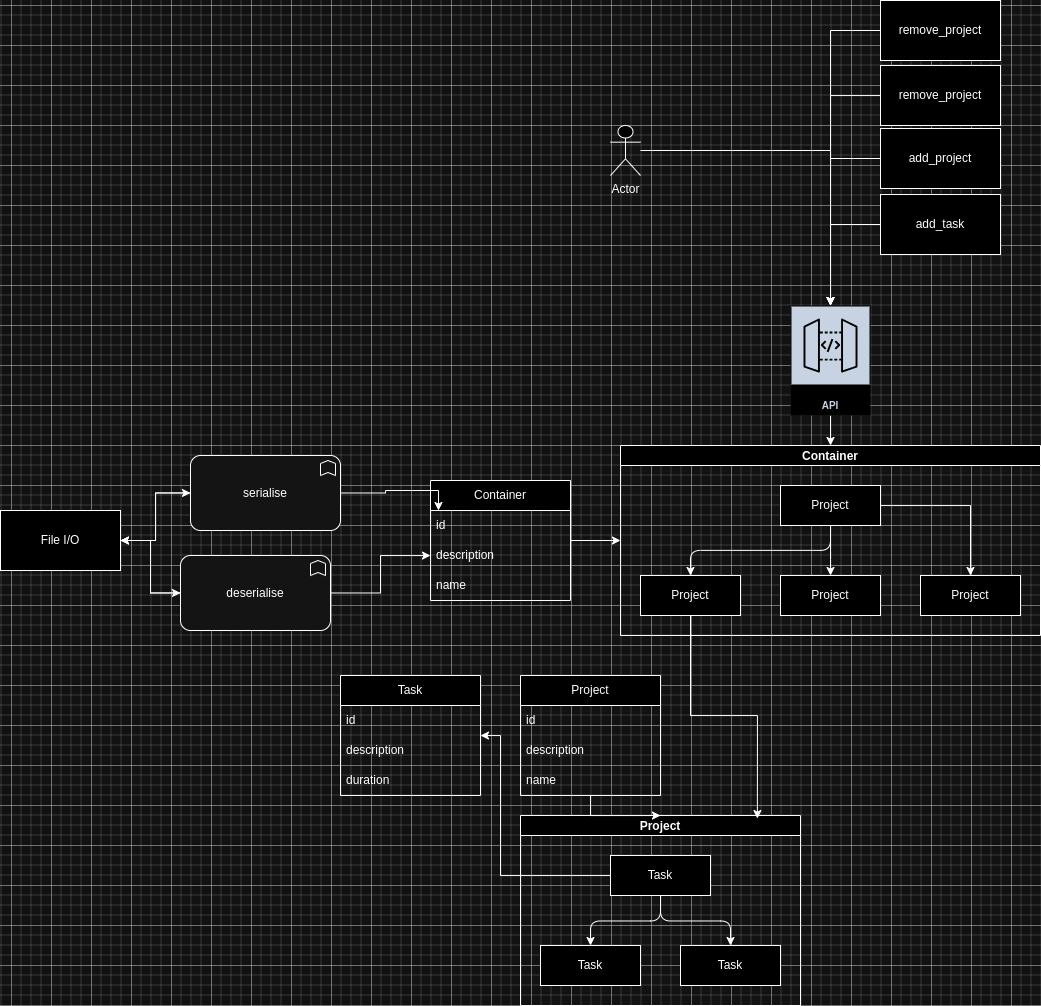 remove_project
remove_project
add_project
Actor
add_task
API
Container
serialise
Container
Project
id
File I/O
description
deserialise
name
Project
Project
Project
Task
Project
id
id
description
description
duration
name
Project
Task
Task
Task